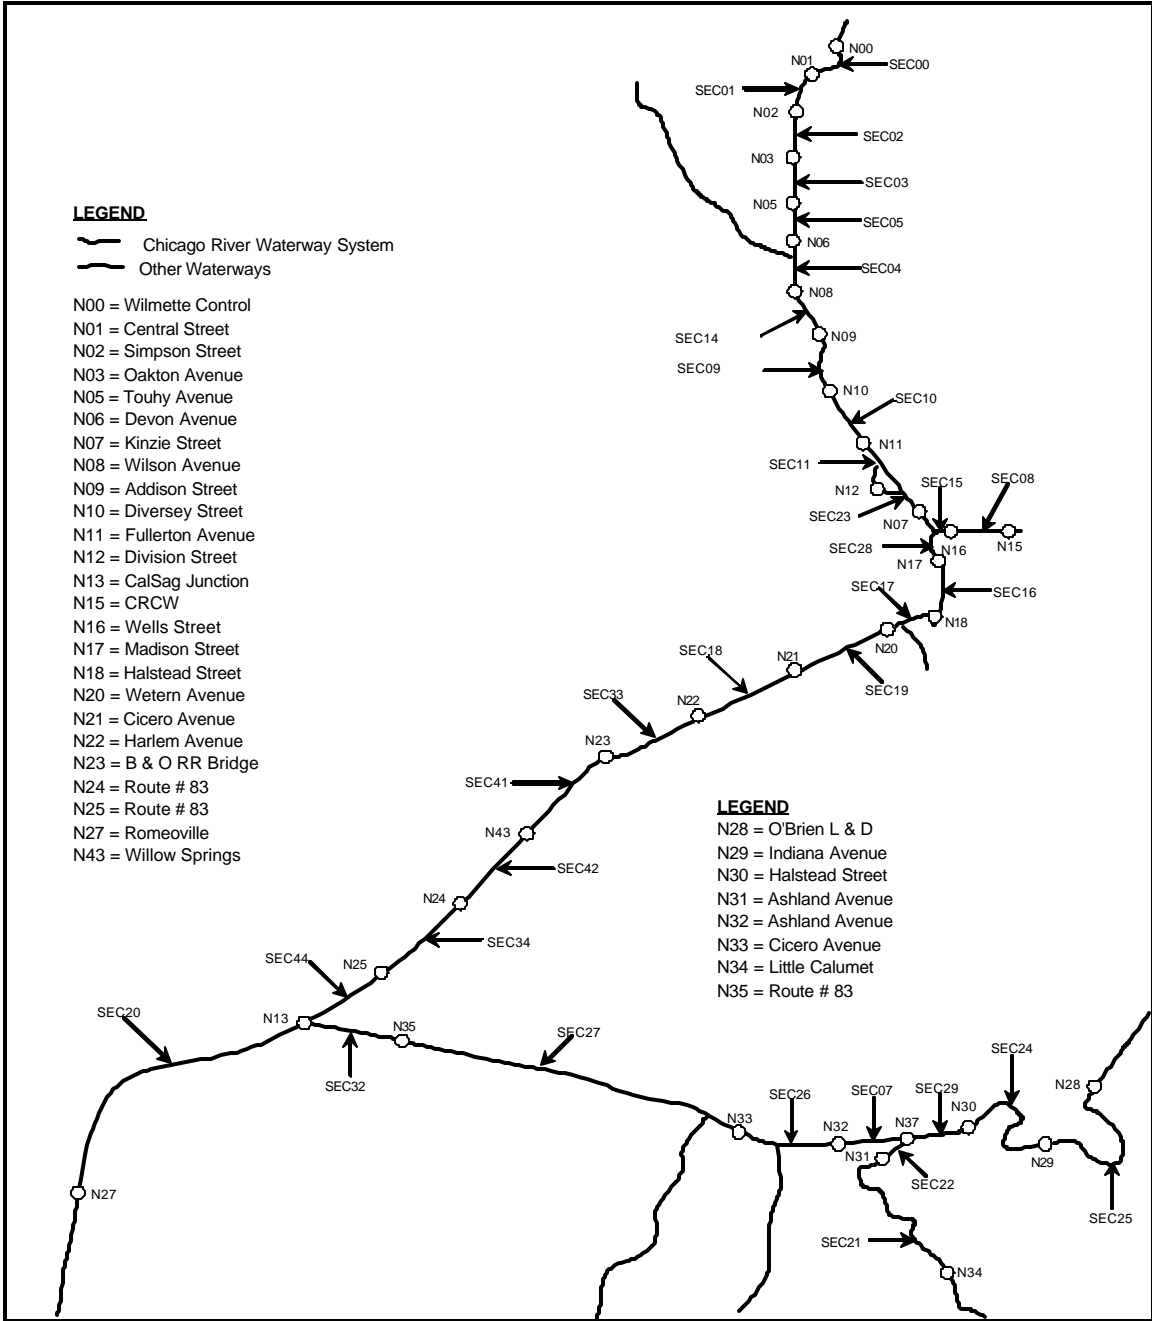 N00
N01
SEC00
SEC01
N02
SEC02
N03
SEC03
N05
SEC05
N06
SEC04
N08
SEC14
N09
SEC09
N10
SEC10
N11
SEC11
N12
SEC15
SEC08
SEC23
N07
SEC28
N16
N15
N17
SEC17
SEC16
N18
N20
SEC18
N21
SEC19
SEC33
N22
N23
SEC41
N43
SEC42
N24
SEC34
SEC44
N25
SEC20
N13
N35
SEC27
SEC32
SEC24
N28
SEC26
SEC07
SEC29
N30
N33
N32
N37
N29
N31
SEC22
N27
SEC25
SEC21
N34
LEGEND
Chicago River Waterway System
Other Waterways
N00 = Wilmette Control
N01 = Central Street
N02 = Simpson Street
N03 = Oakton Avenue
N05 = Touhy Avenue
N06 = Devon Avenue
N07 = Kinzie Street
N08 = Wilson Avenue
N09 = Addison Street
N10 = Diversey Street
N11 = Fullerton Avenue
N12 = Division Street
N13 = CalSag Junction
N15 = CRCW
N16 = Wells Street
N17 = Madison Street
N18 = Halstead Street
N20 = Wetern Avenue
N21 = Cicero Avenue
N22 = Harlem Avenue
N23 = B & O RR Bridge
N24 = Route # 83
N25 = Route # 83
N27 = Romeoville
N43 = Willow Springs
LEGEND
N28 = O'Brien L & D
N29 = Indiana Avenue
N30 = Halstead Street
N31 = Ashland Avenue
N32 = Ashland Avenue
N33 = Cicero Avenue
N34 = Little Calumet
N35 = Route # 83